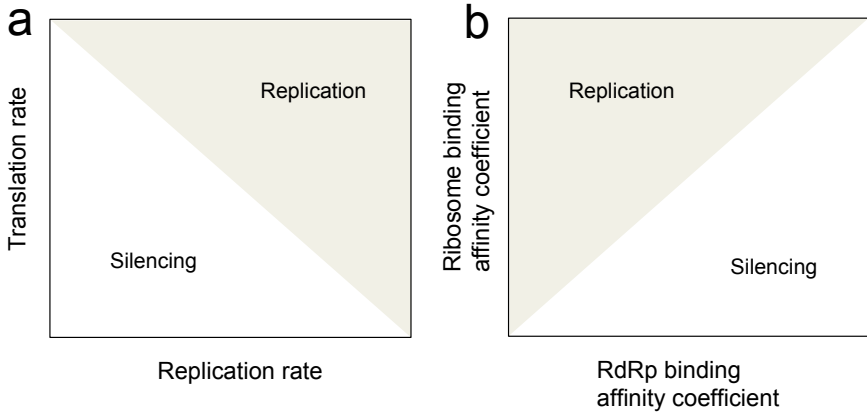 a
Translation rate
Replication
Silencing
Replication rate
b
Ribosome binding
affinity coefficient
Replication
Silencing
RdRp binding
affinity coefficient